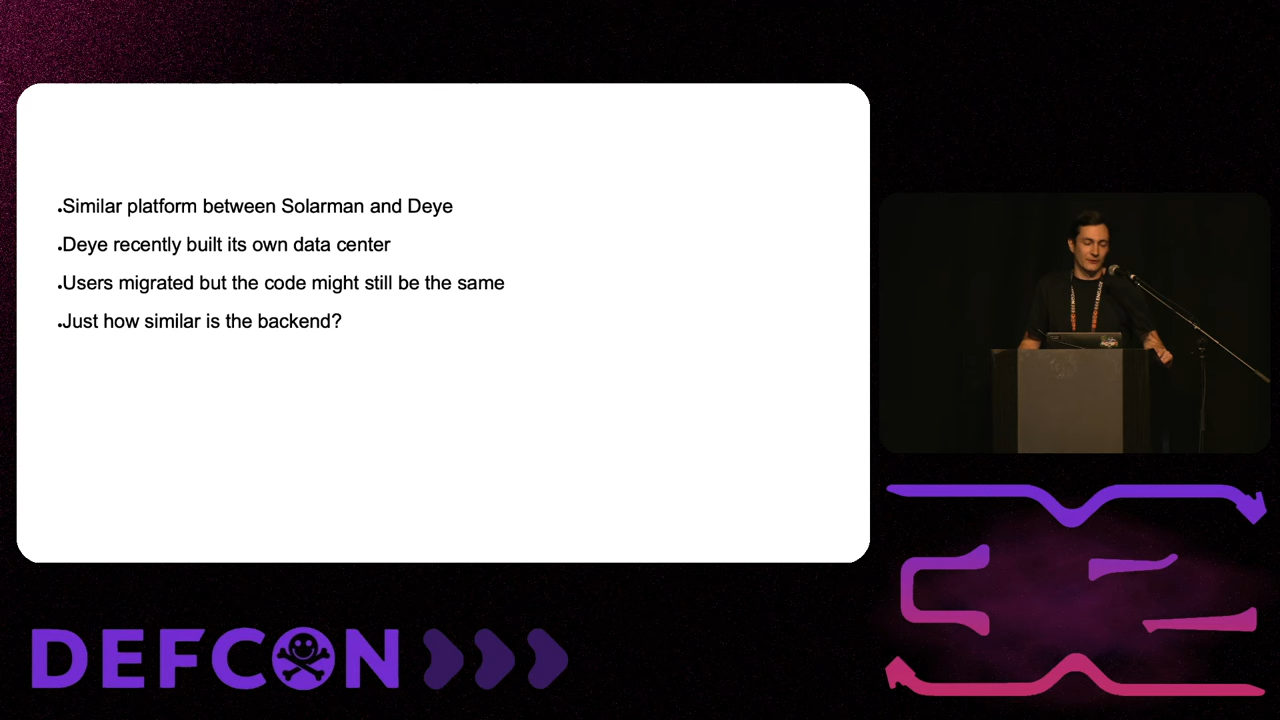 .Similar platform between Solarman and Deye
.Deye recently built its own data center
.Users migrated but the code might still be the same
.Just how similar is the backend?
DEFCON